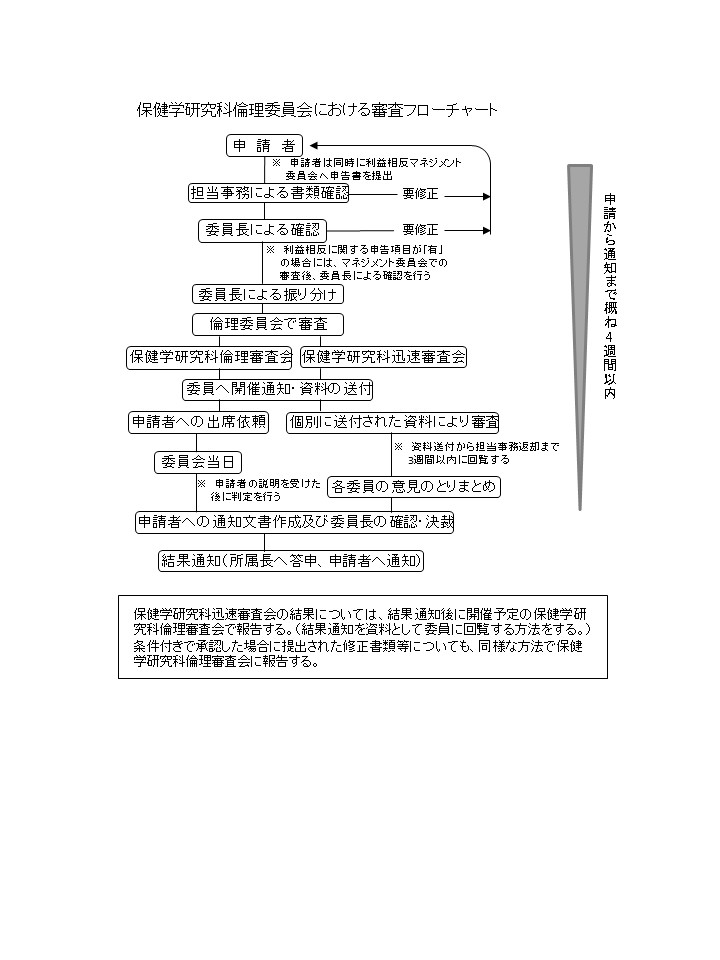 保健学研究科倫理委員会における審査フローチャート
申 請 者
※ 申請者は同時に利益相反マネジメント
委員会へ申告書を提出
担当事務による書類確認
要修正
委員長による確認
要修正
※ 利益相反に関する申告項目が「有」
の場合には、マネジメント委員会での
審査後、委員長による確認を行う
委員長による振り分け
倫理委員会で審査
保健学研究科倫理審査会
保健学研究科迅速審査会
委員へ開催通知・資料の送付
申請者への出席依頼
個別に送付された資料により審査
※ 資料送付から担当事務返却まで
3週間以内に回覧する
委員会当日
※ 申請者の説明を受けた
後に判定を行う
各委員の意見のとりまとめ
申請者への通知文書作成及び委員長の確認・決裁
結果通知（所属長へ答申、申請者へ通知）
申請から通知まで概ね4週間以内
保健学研究科迅速審査会の結果については、結果通知後に開催予定の保健学研
究科倫理審査会で報告する。（結果通知を資料として委員に回覧する方法をする。）
条件付きで承認した場合に提出された修正書類等についても、同様な方法で保健
学研究科倫理審査会に報告する。